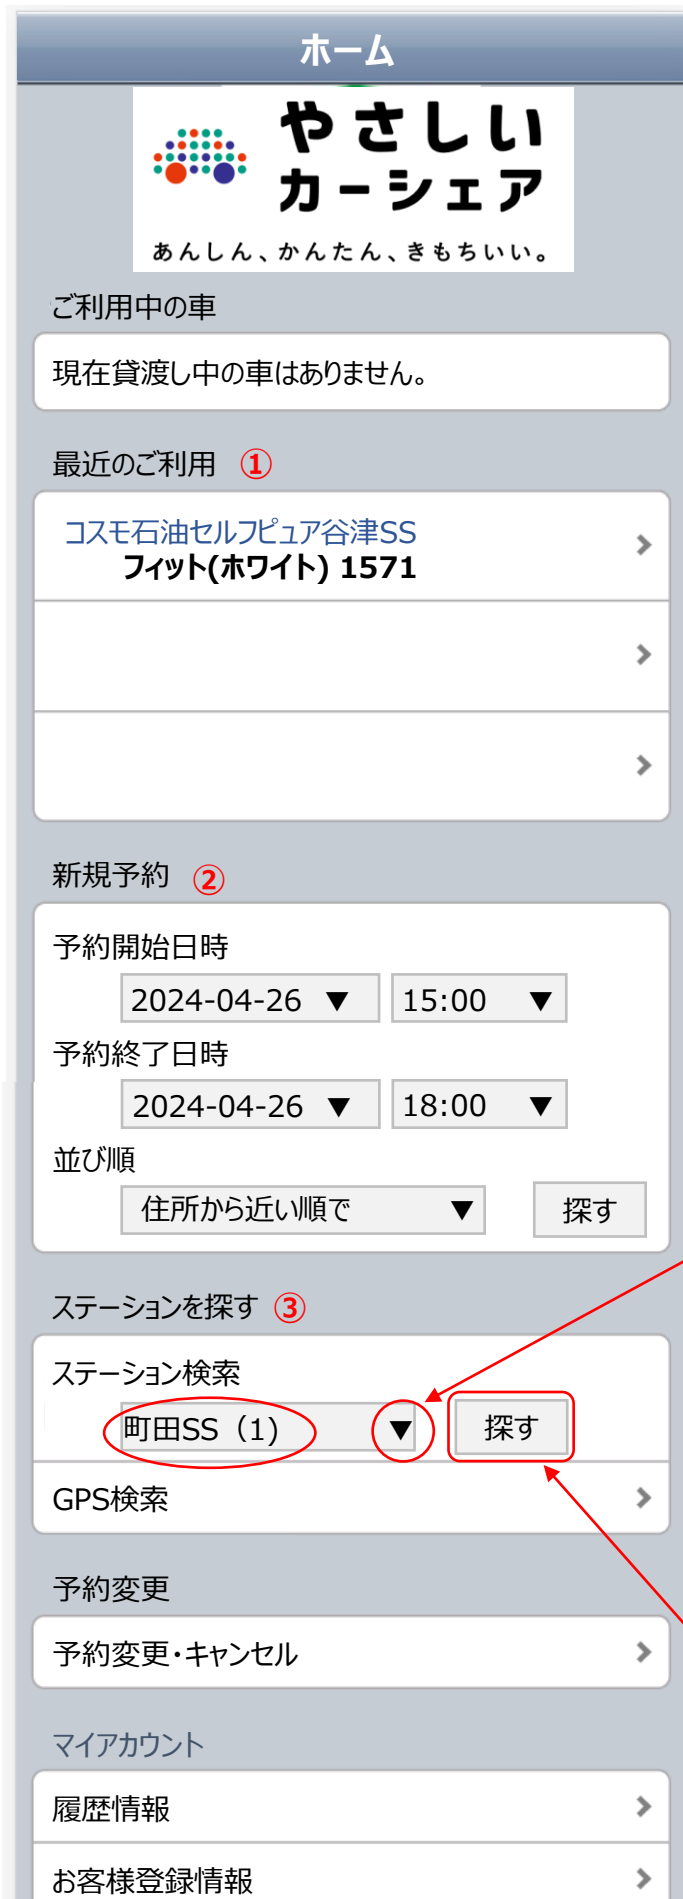 ホーム
やさしい
カーシェア
あんしん、かんたん、きもちいい。
ご利用中の車
現在貸渡し中の車はありません。
最近のご利用 ①
コスモ石油セルフピュア谷津SS
フィット(ホワイト) 1571
新規予約 ②
予約開始日時
2024-04-26 ▼ 15:00 ▼
予約終了日時
2024-04-26 ▼ 18:00 ▼
並び順
住所から近い順で ▼ 探す
ステーションを探す ③
ステーション検索
町田SS（1) ▼ 探す
GPS検索
予約変更
予約変更・キャンセル
マイアカウント
履歴情報
お客様登録情報